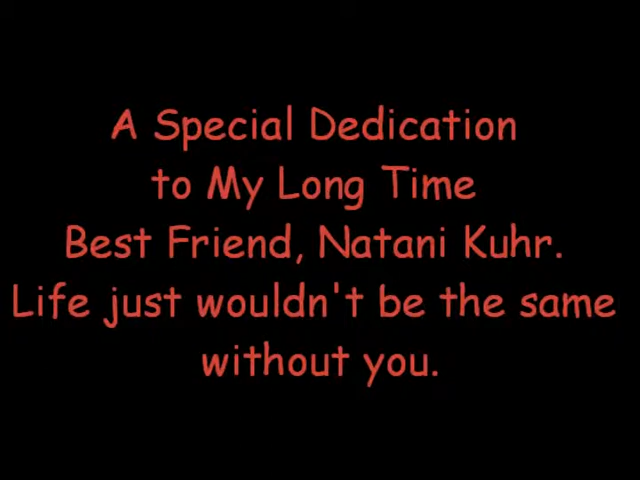 A Special Dedication
to My Long Time
Best Friend, Natani Kuhr.
Life just wouldn't be the same
without you.